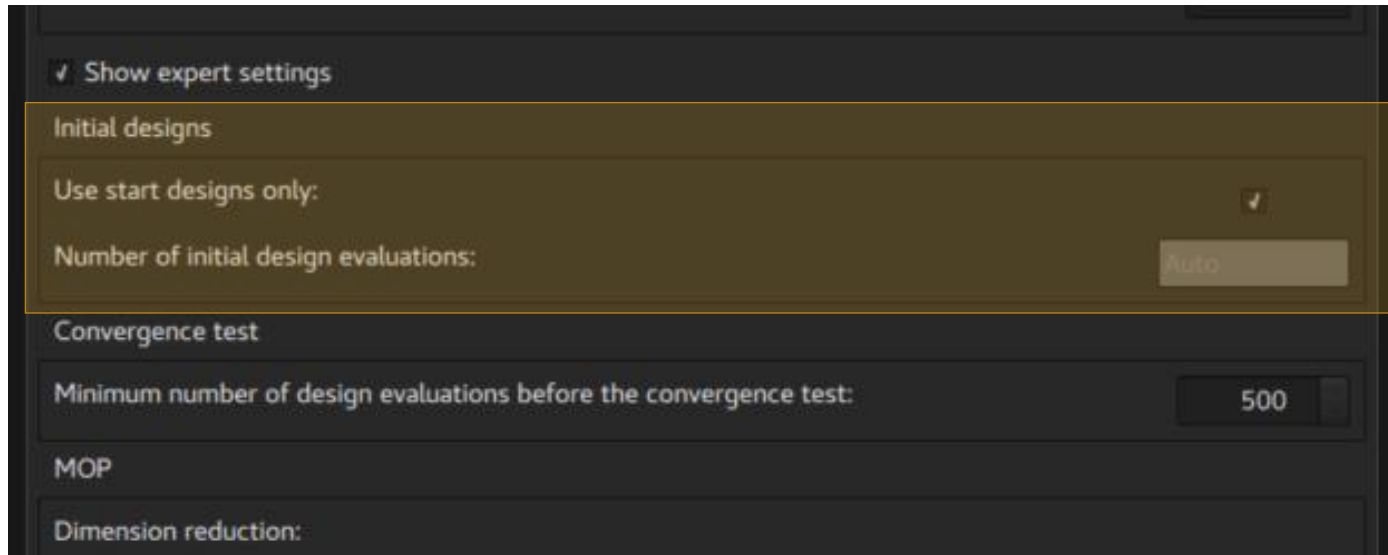 Show expert settings
Initial designs
Use start designs only:
Number of initial design evaluations:
Auto
Convergence test
Minimum number of design evaluations before the convergence test:
500
MOP
Dimension reduction: